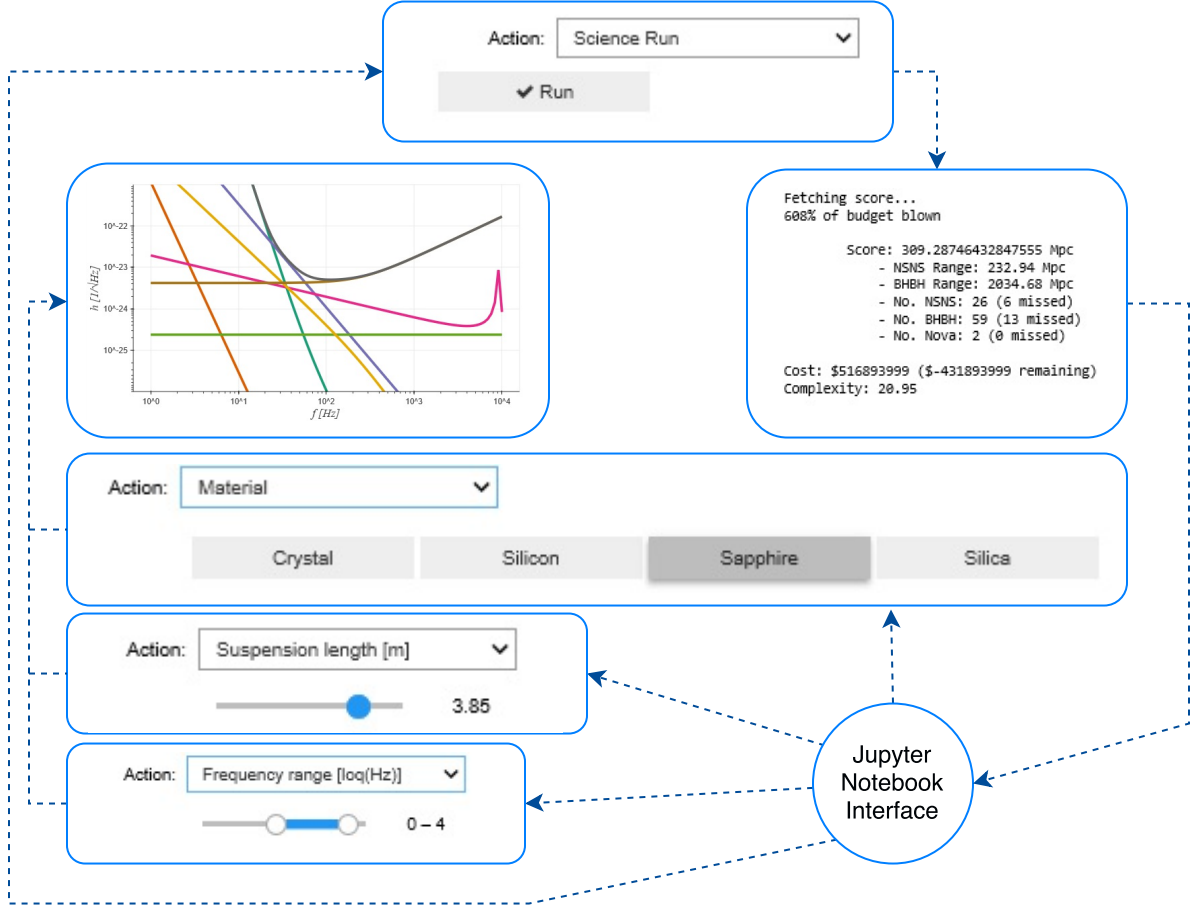 Action: Science Run
✔ Run
10^-22
10^-23
10^-24
10^-25
h [1/√Hz]
10^0 10^1 10^2 10^3 10^4
f [Hz]
Fetching score...
608% of budget blown
Score: 309.28746432847555 Mpc
- NSNS Range: 232.94 Mpc
- BHBH Range: 2034.68 Mpc
- No. NSNS: 26 (6 missed)
- No. BHBH: 59 (13 missed)
- No. Nova: 2 (0 missed)
Cost: $516893999 ($-431893999 remaining)
Complexity: 20.95
Action: Material
Crystal Silicon Sapphire Silica
Action: Suspension length [m]
3.85
Action: Frequency range [loq(Hz)]
0 – 4
Jupyter
Notebook
Interface